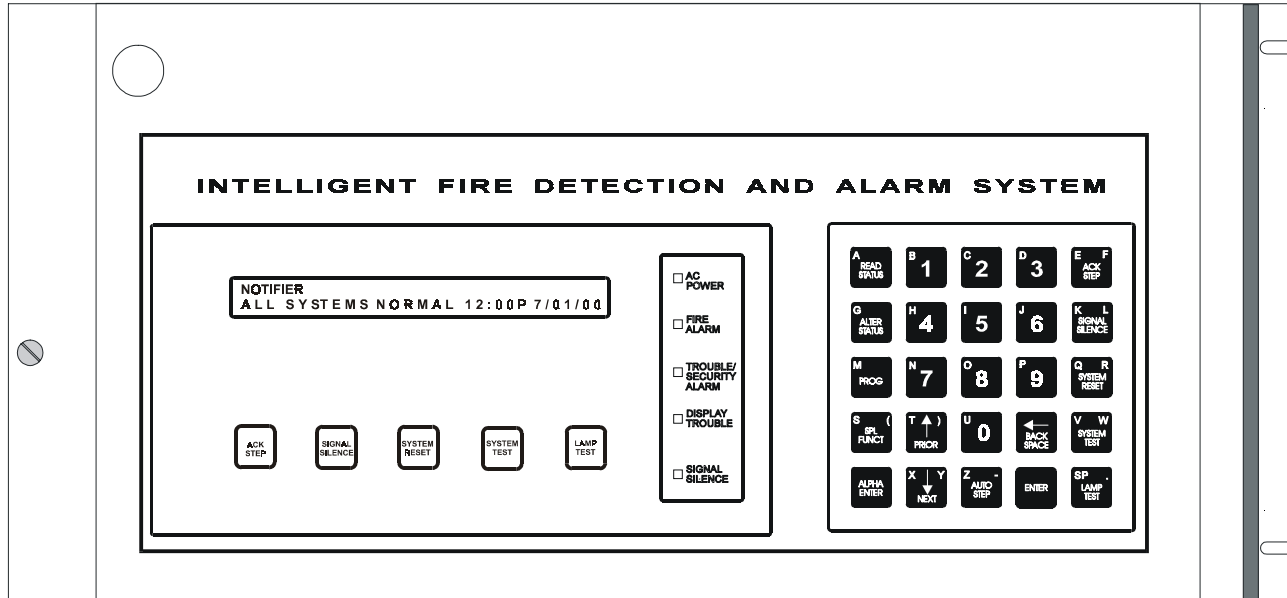 INTELLIGENT FIRE DETECTION AND ALARM SYSTEM
NOTIFIER
ALL SYSTEMS NORMAL 12:00P 7/01/00
AC
POWER
FIRE
ALARM
TROUBLE/
SECURITY
ALARM
DISPLAY
TROUBLE
SIGNAL
SILENCE
ACK
STEP
SIGNAL
SILENCE
SYSTEM
RESET
SYSTEM
TEST
LAMP
TEST
A
READ
STATUS
B
1
C
2
D
3
E F
ACK
STEP
G
ALTER
STATUS
H
4
I
5
J
6
K L
SIGNAL
SILENCE
M
PROG
N
7
O
8
P
9
Q R
SYSTEM
RESET
S (
SPL
FUNCT
T )
PRIOR
U
0
BACK
SPACE
V W
SYSTEM
TEST
ALPHA
ENTER
X Y
NEXT
Z -
AUTO
STEP
ENTER
SP .
LAMP
TEST